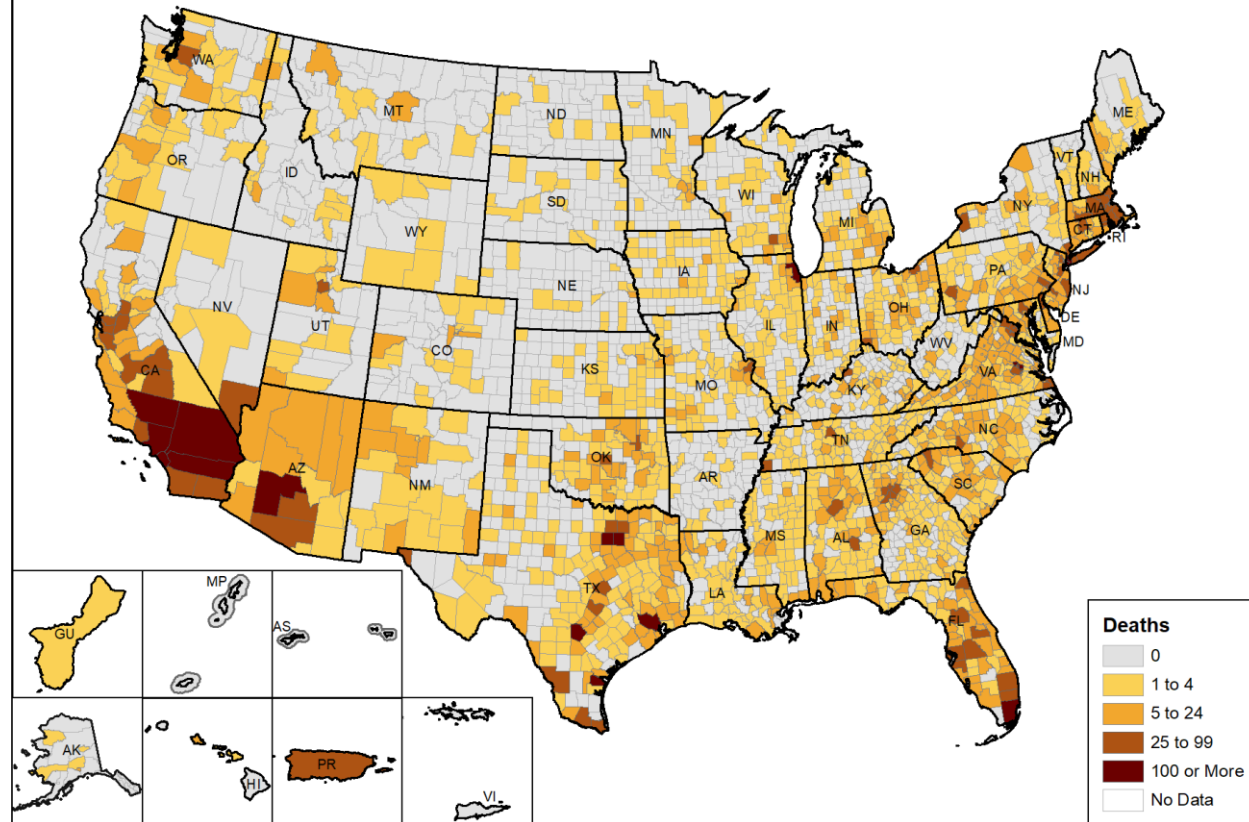 WA
MT
ND
MN
ME
OR
ID
SD
WI
VT
NH
NY
MI
MA
WY
CT
RI
IA
PA
NE
NV
NJ
OH
IL
IN
UT
DE
CO
WV
MD
KS
VA
MO
KY
CA
NC
TN
OK
AZ
AR
NM
SC
MS
AL
GA
TX
LA
FL
GU
MP
AS
AK
HI
PR
VI
Deaths
0
1 to 4
5 to 24
25 to 99
100 or More
No Data